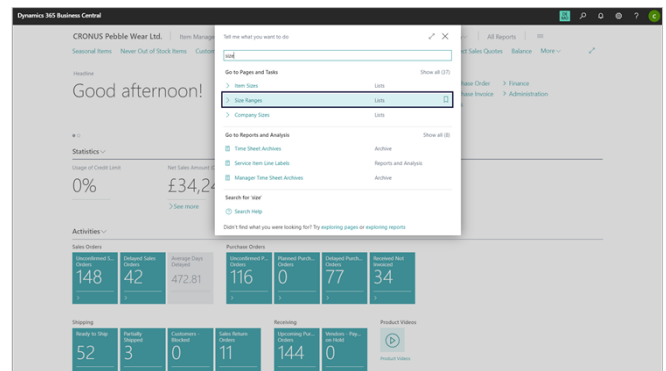 Dynamics 365 Business Central
CRONUS Pebble Wear Ltd.
Item Manage
All Reports
Seasonal Items Never Out of Stock Items Custom
ct Sales Quotes Balance More
Tell me what you want to do
size
Go to Pages and Tasks Show all (27)
Item Sizes Lists
Size Ranges Lists
Company Sizes Lists
Go to Reports and Analysis Show all (8)
Time Sheet Archives Archive
Service Item Line Labels Reports and Analysis
Manager Time Sheet Archives Archive
Search for 'size'
Search Help
Didn't find what you were looking for? Try exploring pages or exploring reports
Headline
Good afternoon!
hase Order > Finance
hase Invoice > Administration
Statistics
Usage of Credit Limit Net Sales Amount (
0% £34,24
>See more
Activities
Sales Orders
Unconfirmed S... Orders
148
Delayed Sales Orders
42
Average Days Delayed
472.81
Purchase Orders
Unconfirmed P... Orders
116
Planned Purch... Orders
0
Delayed Purch... Orders
77
Received Not Invoiced
34
Shipping
Ready to Ship
52
Partially Shipped
3
Customers - Blocked
0
Sales Return Orders
11
Receiving
Upcoming Pur... Orders
144
Vendors - Pay... on Hold
0
Product Videos
Product Videos